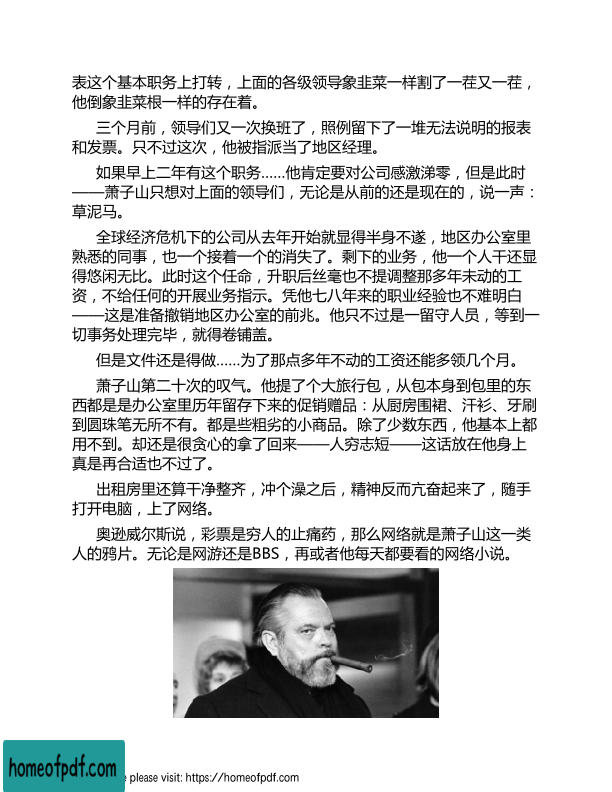 表这个基本职务上打转，上面的各级领导象韭菜一样割了一茬又一茬，
他倒象韭菜根一样的存在着。
三个月前，领导们又一次换班了，照例留下了一堆无法说明的报表
和发票。只不过这次，他被指派当了地区经理。
如果早上二年有这个职务……他肯定要对公司感激涕零，但是此时
——萧子山只想对上面的领导们，无论是从前的还是现在的，说一声：
草泥马。
全球经济危机下的公司从去年开始就显得半身不遂，地区办公室里
熟悉的同事，也一个接着一个的消失了。剩下的业务，他一个人干还显
得悠闲无比。此时这个任命，升职后丝毫也不提调整那多年未动的工
资，不给任何的开展业务指示。凭他七八年来的职业经验也不难明白
——这是准备撤销地区办公室的前兆。他只不过是一留守人员，等到一
切事务处理完毕，就得卷铺盖。
但是文件还是得做……为了那点多年不动的工资还能多领几个月。
萧子山第二十次的叹气。他提了个大旅行包，从包本身到包里的东
西都是是办公室里历年留存下来的促销赠品：从厨房围裙、汗衫、牙刷
到圆珠笔无所不有。都是些粗劣的小商品。除了少数东西，他基本上都
用不到。却还是很贪心的拿了回来——人穷志短——这话放在他身上
真是再合适也不过了。
出租房里还算干净整齐，冲个澡之后，精神反而亢奋起来了，随手
打开电脑，上了网络。
奥逊威尔斯说，彩票是穷人的止痛药，那么网络就是萧子山这一类
人的鸦片。无论是网游还是BBS，再或者他每天都要看的网络小说。
homeofpdf.com
e please visit: https://homeofpdf.com